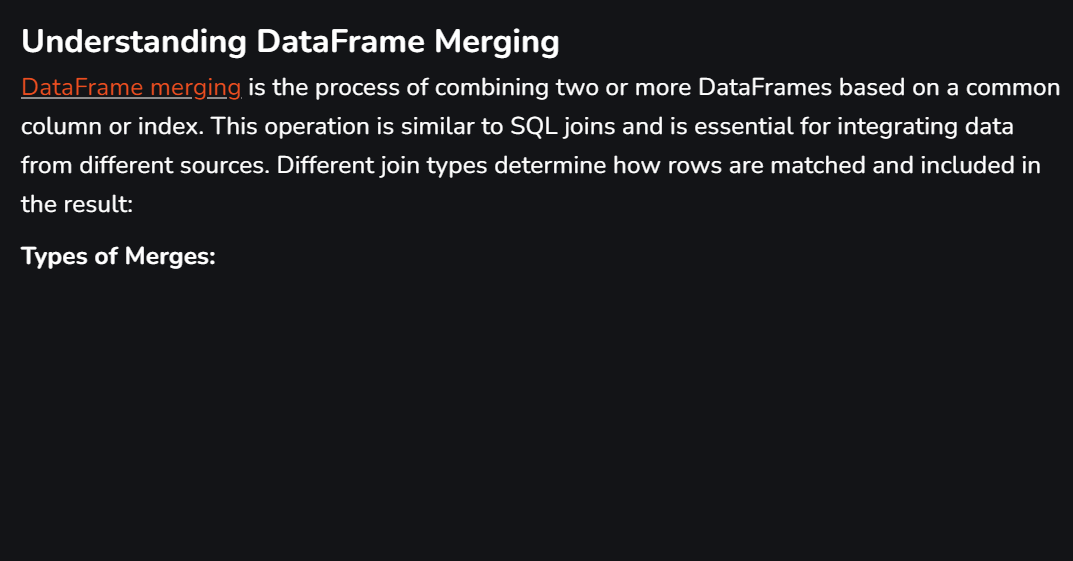 Understanding DataFrame Merging
DataFrame merging is the process of combining two or more DataFrames based on a common
column or index. This operation is similar to SQL joins and is essential for integrating data
from different sources. Different join types determine how rows are matched and included in
the result:
Types of Merges: